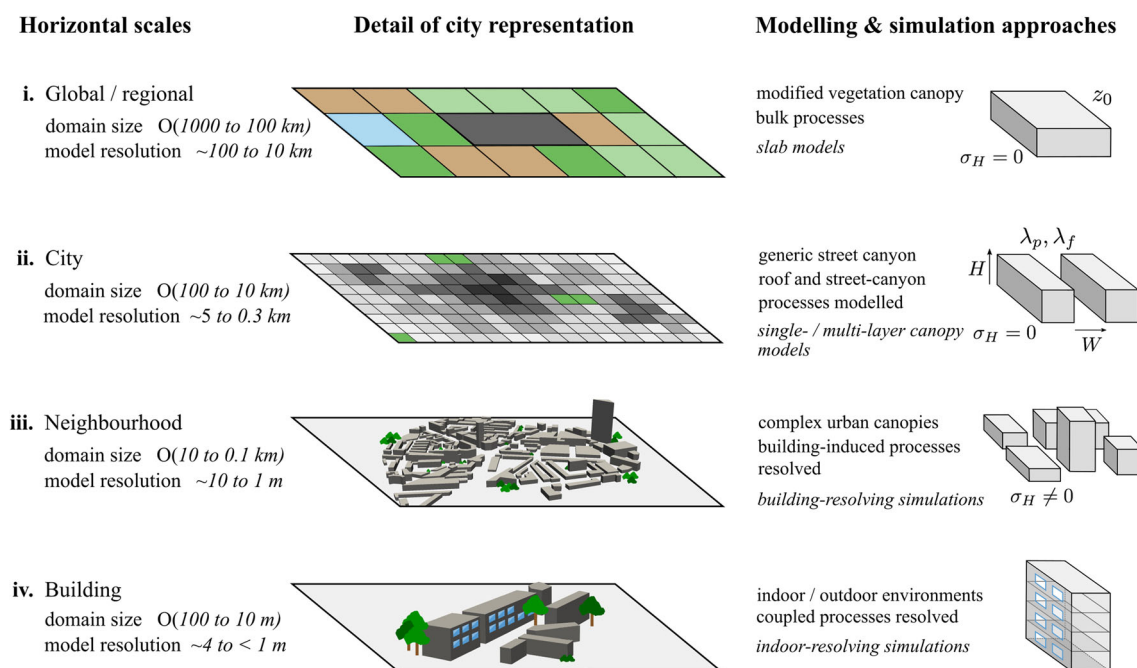 Horizontal scales
Detail of city representation
Modelling & simulation approaches
i. Global / regional
domain size O(1000 to 100 km)
model resolution ~100 to 10 km
modified vegetation canopy
bulk processes
slab models
z₀
σ_H = 0
ii. City
domain size O(100 to 10 km)
model resolution ~5 to 0.3 km
generic street canyon
roof and street-canyon
processes modelled
single- / multi-layer canopy
models
λ_p, λ_f
H
σ_H = 0
W
iii. Neighbourhood
domain size O(10 to 0.1 km)
model resolution ~10 to 1 m
complex urban canopies
building-induced processes
resolved
building-resolving simulations
σ_H ≠ 0
iv. Building
domain size O(100 to 10 m)
model resolution ~4 to < 1 m
indoor / outdoor environments
coupled processes resolved
indoor-resolving simulations